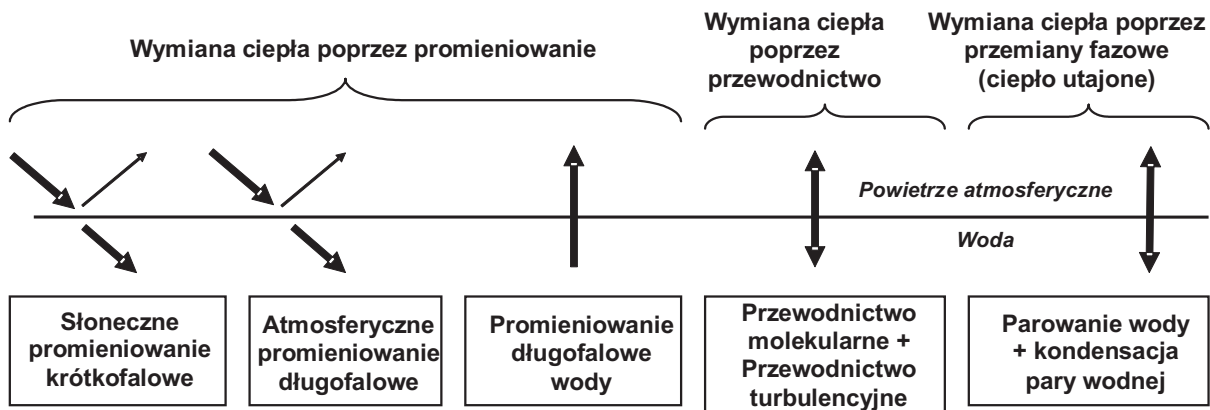 Wymiana ciepła poprzez promieniowanie
Wymiana ciepła
poprzez
przewodnictwo
Wymiana ciepła poprzez
przemiany fazowe
(ciepło utajone)
Powietrze atmosferyczne
Woda
Słoneczne
promieniowanie
krótkofalowe
Atmosferyczne
promieniowanie
długofalowe
Promieniowanie
długofalowe
wody
Przewodnictwo
molekularne +
Przewodnictwo
turbulencyjne
Parowanie wody
+ kondensacja
pary wodnej